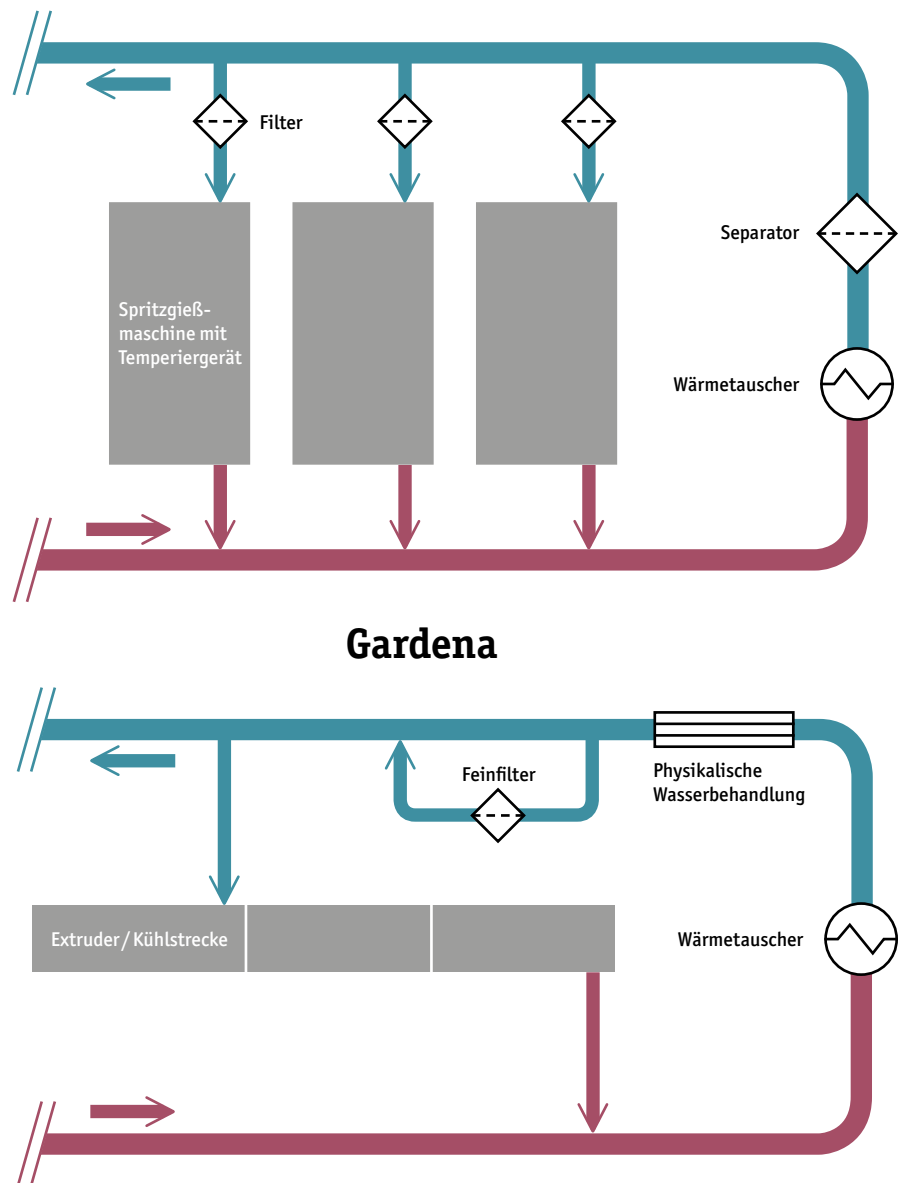 Filter
Separator
Spritzgieß-
maschine mit
Temperiergerät
Wärmetauscher
Gardena
Feinfilter
Physikalische
Wasserbehandlung
Extruder / Kühlstrecke
Wärmetauscher